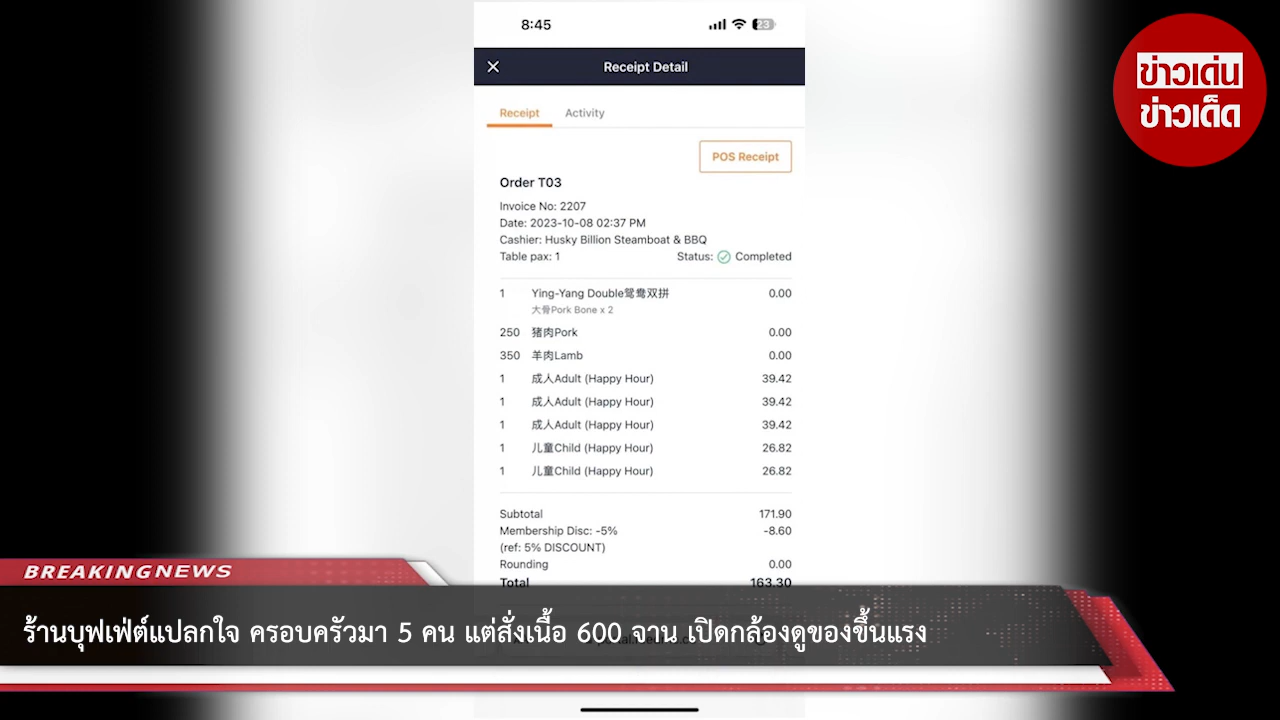 8:45
23
Receipt Detail
Receipt Activity
POS Receipt
Order T03
Invoice No: 2207
Date: 2023-10-08 02:37 PM
Cashier: Husky Billion Steamboat & BBQ
Table pax: 1 Status: Completed
1 Ying-Yang Double鸳鸯双拼 0.00
大骨Pork Bone x 2
250 猪肉Pork 0.00
350 羊肉Lamb 0.00
1 成人Adult (Happy Hour) 39.42
1 成人Adult (Happy Hour) 39.42
1 成人Adult (Happy Hour) 39.42
1 儿童Child (Happy Hour) 26.82
1 儿童Child (Happy Hour) 26.82
Subtotal 171.90
Membership Disc: -5% -8.60
(ref: 5% DISCOUNT)
Rounding 0.00
Total 163.30
ข่าวเด่น
ข่าวเด็ด
BREAKING NEWS
ร้านบุฟเฟ่ต์แปลกใจ ครอบครัวมา 5 คน แต่สั่งเนื้อ 600 จาน เปิดกล้องดูของขึ้นแรง